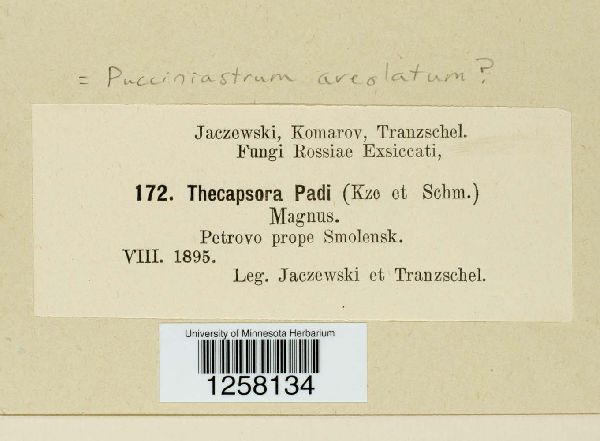 = Pucciniastrum areolatum?
Jaczewski, Komarov, Tranzschel.
Fungi Rossiae Exsiccati,
172. Thecapsora Padi (Kze et Schm.)
Magnus.
Petrovo prope Smolensk.
VIII. 1895.
Leg. Jaczewski et Tranzschel.
University of Minnesota Herbarium
1258134